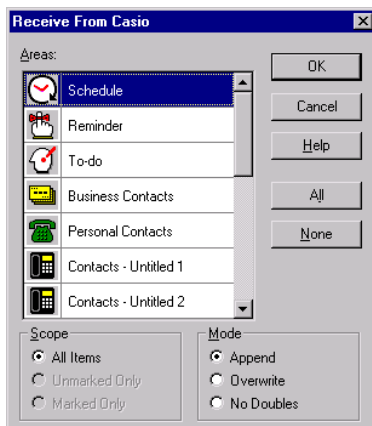 Receive From Casio
Areas:
Schedule
Reminder
To-do
Business Contacts
Personal Contacts
Contacts - Untitled 1
Contacts - Untitled 2
OK
Cancel
Help
All
None
Scope
All Items
Unmarked Only
Marked Only
Mode
Append
Overwrite
No Doubles